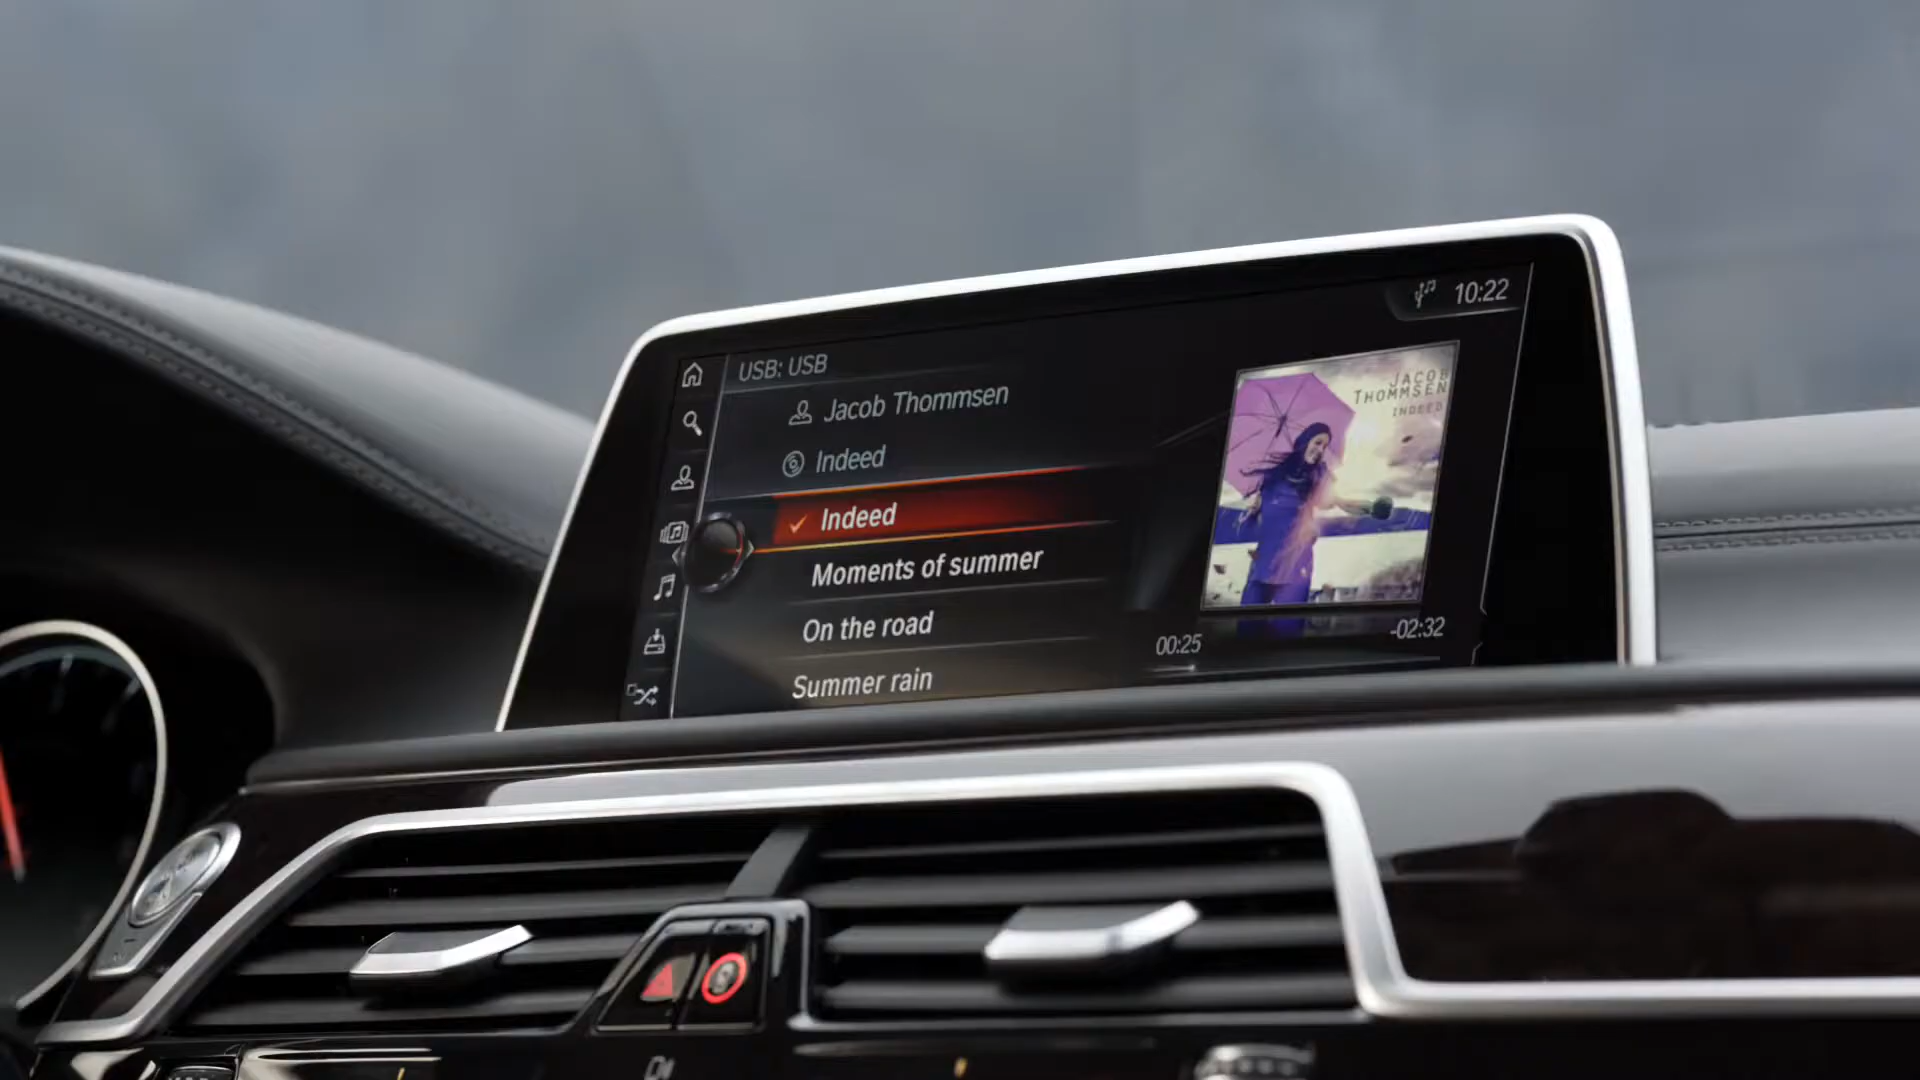 10:22
USB: USB
Jacob Thommsen
Indeed
Indeed
Moments of summer
On the road
Summer rain
JACOB
THOMMSEN
INDEED
00:25
-02:32